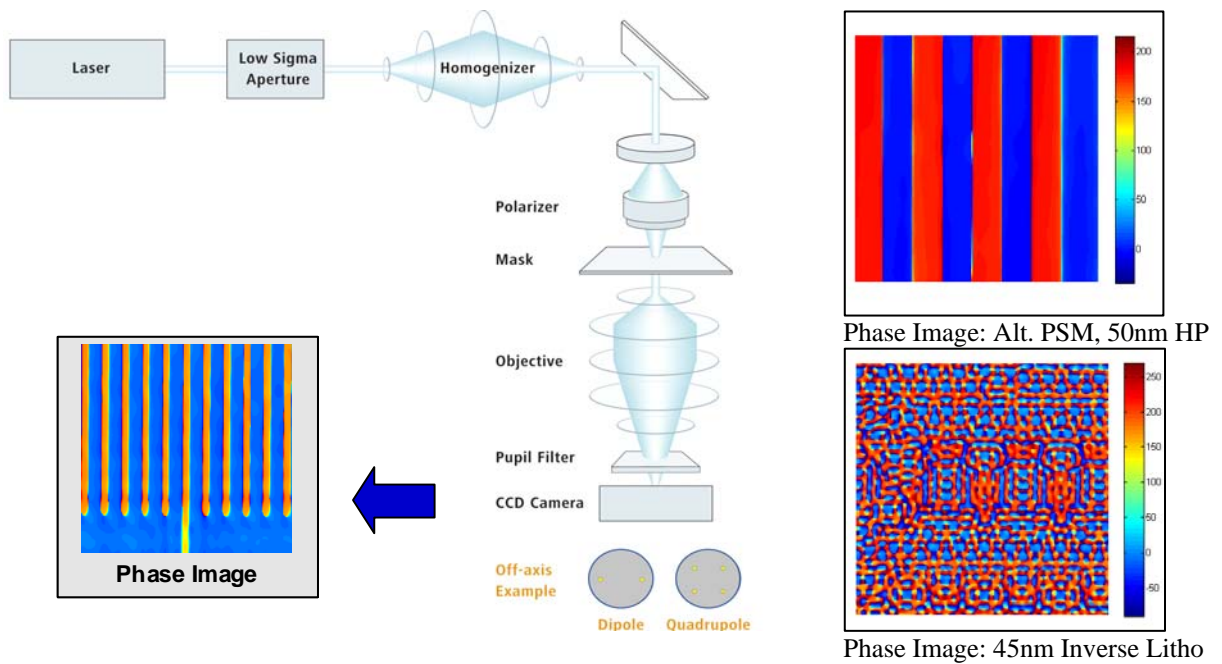 Laser
Low Sigma
Aperture
Homogenizer
Polarizer
Mask
Objective
Pupil Filter
CCD Camera
Off-axis
Example
Dipole
Quadrupole
Phase Image
200
150
100
50
0
Phase Image: Alt. PSM, 50nm HP
250
200
150
100
50
0
-50
Phase Image: 45nm Inverse Litho